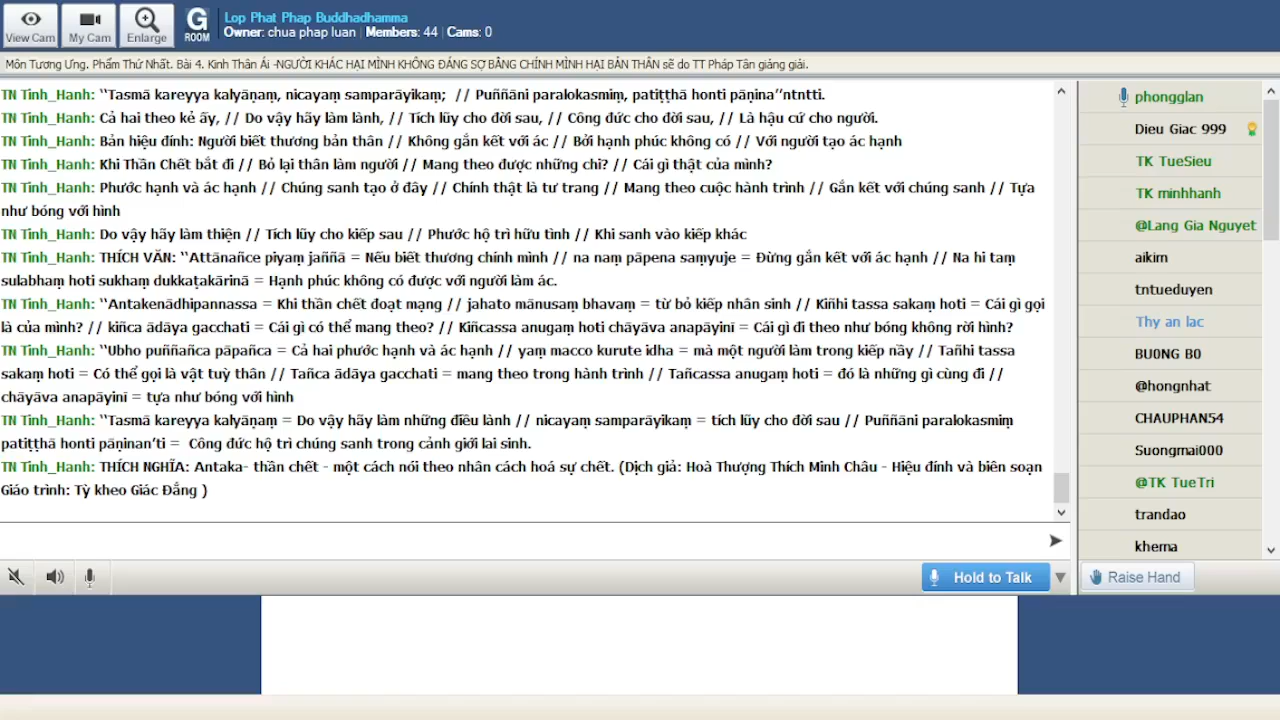 View Cam
My Cam
Enlarge
G
ROOM
Lop Phat Phap Buddhadhamma
Owner: chua phap luan | Members: 44 | Cams: 0
Môn Tương Ưng. Phẩm Thứ Nhất. Bài 4. Kinh Thân Ái -NGƯỜI KHÁC HẠI MÌNH KHÔNG ĐÁNG SỢ BẰNG CHÍNH MÌNH HẠI BẢN THÂN sẽ do TT Pháp Tân giảng giải.
TN Tinh_Hanh: ‘‘Tasmā kareyya kalyāṇaṃ, nicayaṃ samparāyikaṃ;  // Puññāni paralokasmiṃ, patiṭṭhā honti pāṇina’’ntntti.
TN Tinh_Hanh: Cả hai theo kẻ ấy, // Do vậy hãy làm lành, // Tích lũy cho đời sau, // Công đức cho đời sau, // Là hậu cứ cho người.
TN Tinh_Hanh: Bản hiệu đính: Người biết thương bản thân // Không gắn kết với ác // Bởi hạnh phúc không có // Với người tạo ác hạnh
TN Tinh_Hanh: Khi Thần Chết bắt đi // Bỏ lại thân làm người // Mang theo được những chi? // Cái gì thật của mình?
TN Tinh_Hanh: Phước hạnh và ác hạnh // Chúng sanh tạo ở đây // Chính thật là tư trang // Mang theo cuộc hành trình // Gắn kết với chúng sanh // Tựa
như bóng với hình
TN Tinh_Hanh: Do vậy hãy làm thiện // Tích lũy cho kiếp sau // Phước hộ trì hữu tình // Khi sanh vào kiếp khác
TN Tinh_Hanh: THÍCH VĂN: ‘‘Attānañce piyaṃ jaññā = Nếu biết thương chính mình // na naṃ pāpena saṃyuje = Đừng gắn kết với ác hạnh // Na hi taṃ
sulabhaṃ hoti sukhaṃ dukkaṭakārinā = Hạnh phúc không có được với người làm ác.
TN Tinh_Hanh: ‘‘Antakenādhipannassa = Khi thần chết đoạt mạng // jahato mānusaṃ bhavaṃ = từ bỏ kiếp nhân sinh // Kiñhi tassa sakaṃ hoti = Cái gì gọi
là của mình? // kiñca ādāya gacchati = Cái gì có thể mang theo? // Kiñcassa anugaṃ hoti chāyāva anapāyinī = Cái gì đi theo như bóng không rời hình?
TN Tinh_Hanh: ‘‘Ubho puññañca pāpañca = Cả hai phước hạnh và ác hạnh // yaṃ macco kurute idha = mà một người làm trong kiếp nầy // Tañhi tassa
sakaṃ hoti = Có thể gọi là vật tuỳ thân // Tañca ādāya gacchati = mang theo trong hành trình // Tañcassa anugaṃ hoti = đó là những gì cùng đi //
chāyāva anapāyinī = tựa như bóng với hình
TN Tinh_Hanh: ‘‘Tasmā kareyya kalyāṇaṃ = Do vậy hãy làm những điều lành // nicayaṃ samparāyikaṃ = tích lũy cho đời sau // Puññāni paralokasmiṃ
patiṭṭhā honti pāṇinan’ti =  Công đức hộ trì chúng sanh trong cảnh giới lai sinh.
TN Tinh_Hanh: THÍCH NGHĨA: Antaka- thần chết - một cách nói theo nhân cách hoá sự chết. (Dịch giả: Hoà Thượng Thích Minh Châu - Hiệu đính và biên soạn
Giáo trình: Tỳ kheo Giác Đẳng )
phongglan
Dieu Giac 999
TK TueSieu
TK minhhanh
@Lang Gia Nguyet
aikim
tntueduyen
Thy an lac
BU0NG B0
@hongnhat
CHAUPHAN54
Suongmai000
@TK TueTri
trandao
khema
Hold to Talk
Raise Hand